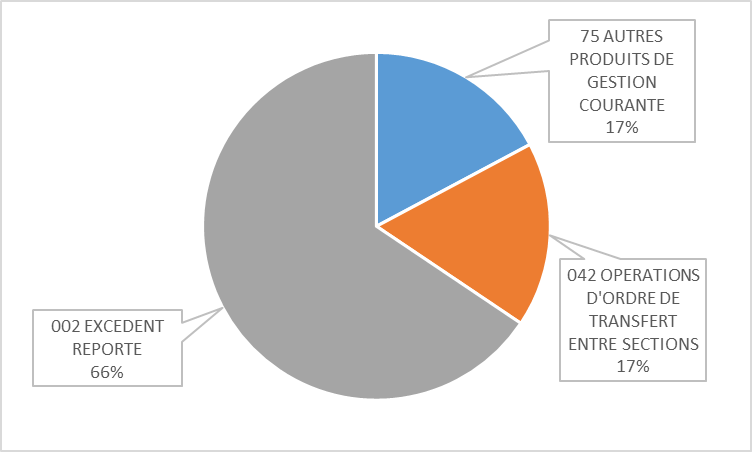 75 AUTRES
PRODUITS DE
GESTION
COURANTE
17%
042 OPERATIONS
D'ORDRE DE
TRANSFERT
ENTRE SECTIONS
17%
002 EXCEDENT
REPORTE
66%